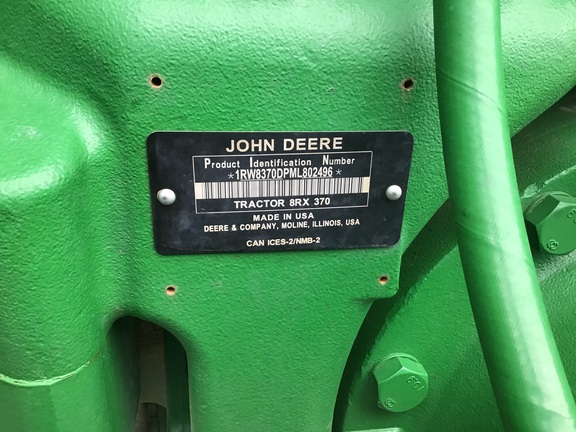 JOHN DEERE
Product Identification Number
*1RW8370DPML802496*
TRACTOR 8RX 370
MADE IN USA
DEERE & COMPANY, MOLINE, ILLINOIS, USA
CAN ICES-2/NMB-2